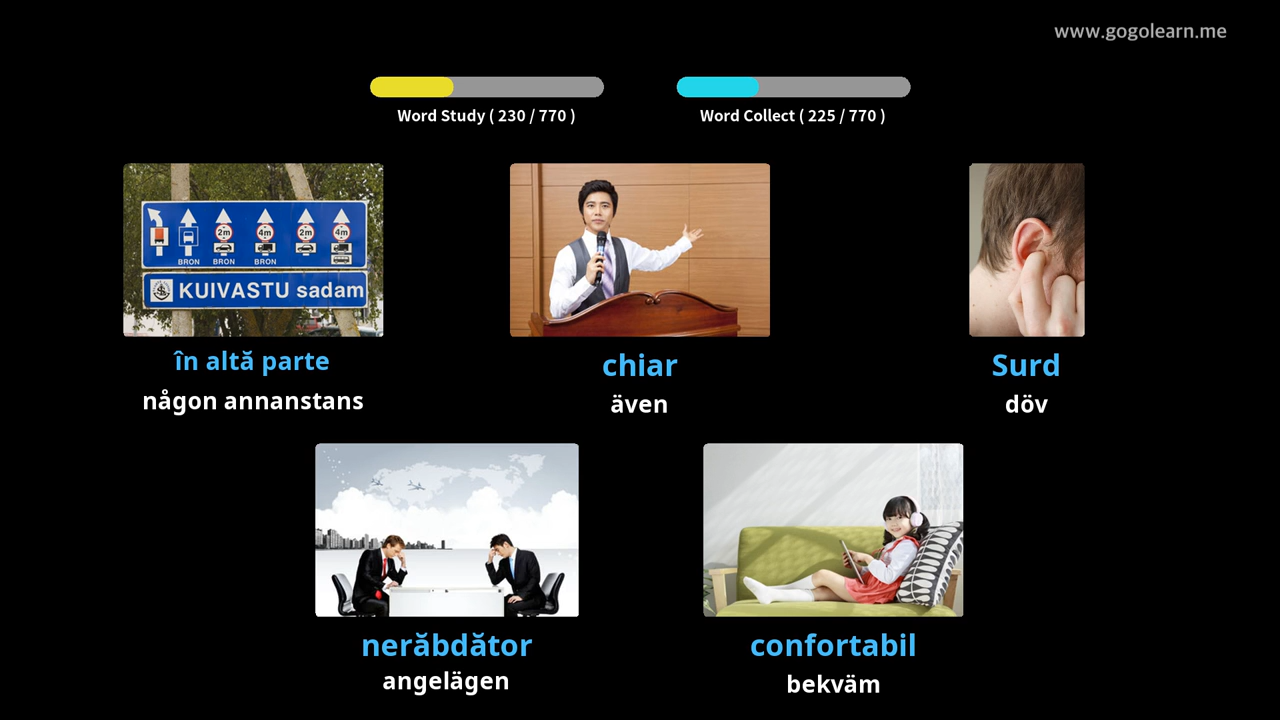 www.gogolearn.me
Word Study ( 230 / 770 )
Word Collect ( 225 / 770 )
2m
4m
2m
4m
BRON
BRON
BRON
KUIVASTU sadam
în altă parte
någon annanstans
chiar
även
Surd
döv
nerăbdător
angelägen
confortabil
bekväm